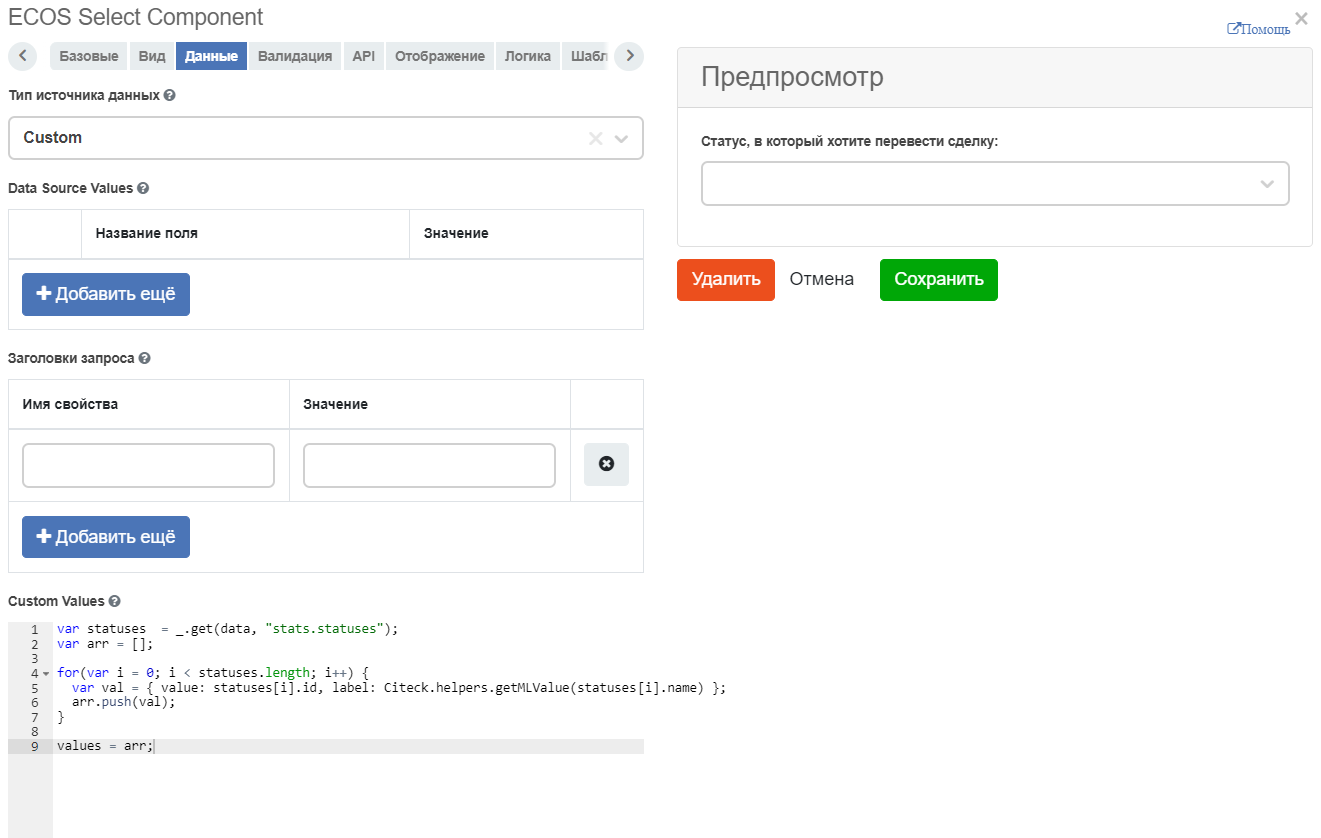 ECOS Select Component
Помощь
Базовые Вид Данные Валидация API Отображение Логика Шабл
Тип источника данных
Custom
Data Source Values
Название поля Значение
Добавить ещё
Заголовки запроса
Имя свойства Значение
Добавить ещё
Custom Values
1 var statuses  = _.get(data, "stats.statuses");
2 var arr = [];
3
4 for(var i = 0; i < statuses.length; i++) {
5   var val = { value: statuses[i].id, label: Citeck.helpers.getMLValue(statuses[i].name) };
6   arr.push(val);
7 }
8
9 values = arr;
Предпросмотр
Статус, в который хотите перевести сделку:
Удалить Отмена Сохранить